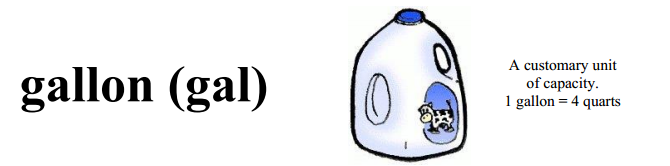 gallon (gal)
A customary unit
of capacity.
1 gallon = 4 quarts